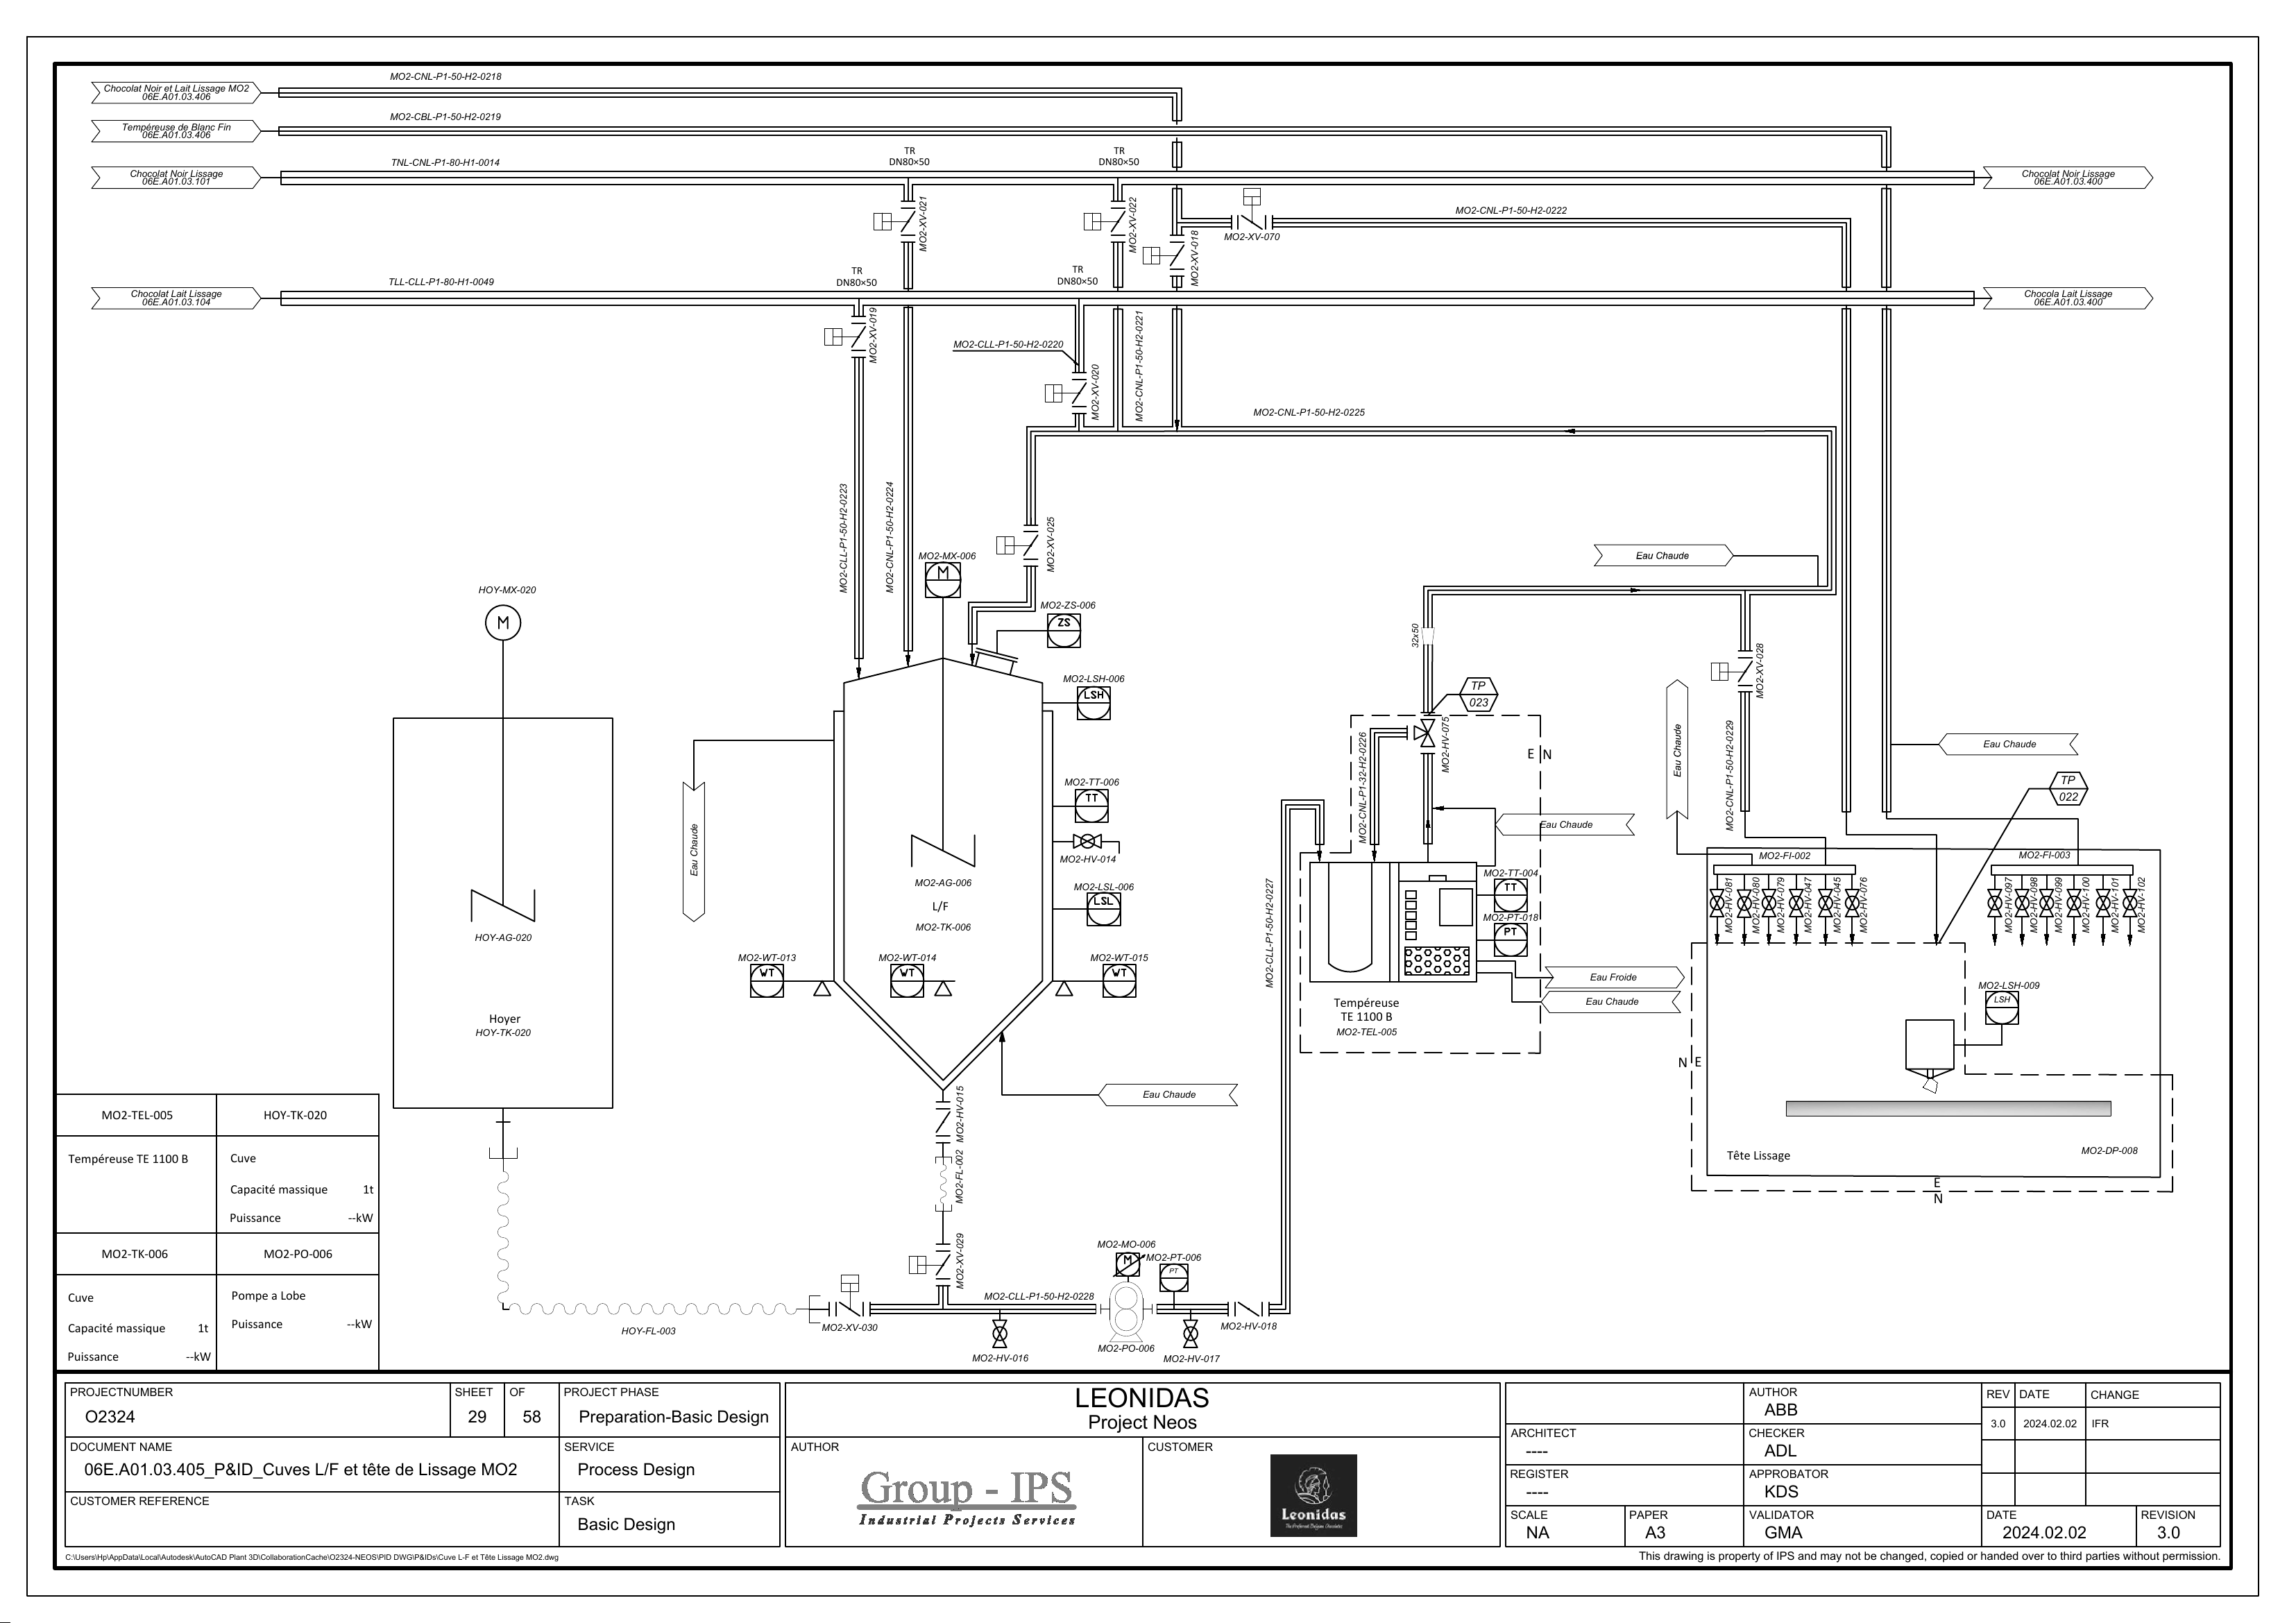 MO2-CNL-P1-50-H2-0218
Chocolat Noir et Lait Lissage MO2
06E.A01.03.406
MO2-CBL-P1-50-H2-0219
Tempéreuse de Blanc Fin
06E.A01.03.406
TNL-CNL-P1-80-H1-0014
Chocolat Noir Lissage
06E.A01.03.101
TR
DN80×50
TR
DN80×50
Chocolat Noir Lissage
06E.A01.03.400
MO2-XV-021
MO2-XV-022
MO2-XV-018
MO2-XV-070
MO2-CNL-P1-50-H2-0222
TLL-CLL-P1-80-H1-0049
Chocolat Lait Lissage
06E.A01.03.104
TR
DN80×50
TR
DN80×50
Chocola Lait Lissage
06E.A01.03.400
MO2-XV-019
MO2-CLL-P1-50-H2-0220
MO2-XV-020
MO2-CNL-P1-50-H2-0221
MO2-CNL-P1-50-H2-0225
MO2-CLL-P1-50-H2-0223
MO2-CNL-P1-50-H2-0224
MO2-XV-025
MO2-MX-006
M
MO2-ZS-006
ZS
HOY-MX-020
M
MO2-LSH-006
LSH
MO2-TT-006
TT
MO2-HV-014
MO2-LSL-006
LSL
MO2-AG-006
L/F
MO2-TK-006
MO2-WT-013
WT
MO2-WT-014
WT
MO2-WT-015
WT
Eau Chaude
Eau Chaude
HOY-AG-020
Hoyer
HOY-TK-020
MO2-HV-015
MO2-FL-002
MO2-XV-029
HOY-FL-003
MO2-XV-030
MO2-CLL-P1-50-H2-0228
MO2-HV-016
MO2-MO-006
M
MO2-PT-006
PT
MO2-PO-006
MO2-HV-017
MO2-HV-018
MO2-CLL-P1-50-H2-0227
Eau Chaude
32x50
TP
023
MO2-HV-075
MO2-CNL-P1-32-H2-0226
E N
Eau Chaude
MO2-TT-004
TT
MO2-PT-018
PT
Eau Froide
Eau Chaude
Tempéreuse
TE 1100 B
MO2-TEL-005
Eau Chaude
MO2-XV-028
MO2-CNL-P1-50-H2-0229
Eau Chaude
TP
022
MO2-FI-002
MO2-HV-081
MO2-HV-080
MO2-HV-079
MO2-HV-047
MO2-HV-045
MO2-HV-076
MO2-FI-003
MO2-HV-097
MO2-HV-098
MO2-HV-099
MO2-HV-100
MO2-HV-101
MO2-HV-102
MO2-LSH-009
LSH
N E
Tête Lissage
MO2-DP-008
E
N
MO2-TEL-005
HOY-TK-020
Tempéreuse TE 1100 B
Cuve
Capacité massique 1t
Puissance --kW
MO2-TK-006
MO2-PO-006
Cuve
Capacité massique 1t
Puissance --kW
Pompe a Lobe
Puissance --kW
PROJECTNUMBER
O2324
SHEET
29
OF
58
PROJECT PHASE
Preparation-Basic Design
DOCUMENT NAME
06E.A01.03.405_P&ID_Cuves L/F et tête de Lissage MO2
SERVICE
Process Design
CUSTOMER REFERENCE
TASK
Basic Design
LEONIDAS
Project Neos
AUTHOR
Group - IPS
Industrial Projects Services
CUSTOMER
Leonidas
The Preferred Belgian Chocolates
ARCHITECT
----
REGISTER
----
SCALE
NA
PAPER
A3
AUTHOR
ABB
CHECKER
ADL
APPROBATOR
KDS
VALIDATOR
GMA
REV DATE CHANGE
3.0 2024.02.02 IFR
DATE
2024.02.02
REVISION
3.0
C:\Users\Hp\AppData\Local\Autodesk\AutoCAD Plant 3D\CollaborationCache\O2324-NEOS\PID DWG\P&IDs\Cuve L-F et Tête Lissage MO2.dwg
This drawing is property of IPS and may not be changed, copied or handed over to third parties without permission.